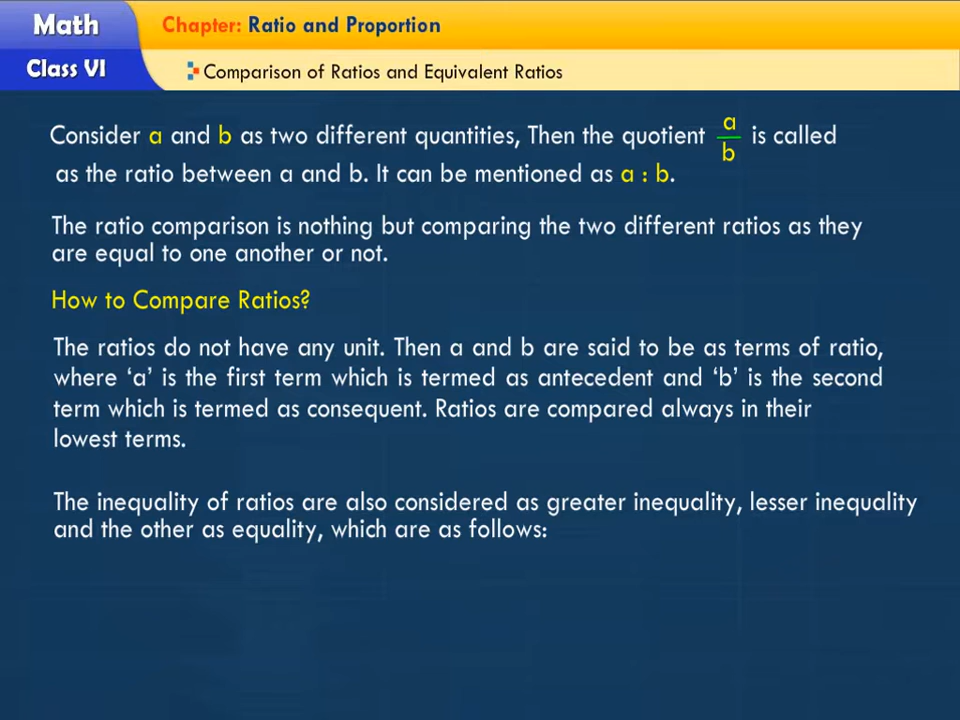 Math
Chapter: Ratio and Proportion
Class VI
Comparison of Ratios and Equivalent Ratios
Consider a and b as two different quantities, Then the quotient a/b is called
as the ratio between a and b. It can be mentioned as a : b.
The ratio comparison is nothing but comparing the two different ratios as they
are equal to one another or not.
How to Compare Ratios?
The ratios do not have any unit. Then a and b are said to be as terms of ratio,
where ‘a’ is the first term which is termed as antecedent and ‘b’ is the second
term which is termed as consequent. Ratios are compared always in their
lowest terms.
The inequality of ratios are also considered as greater inequality, lesser inequality
and the other as equality, which are as follows: